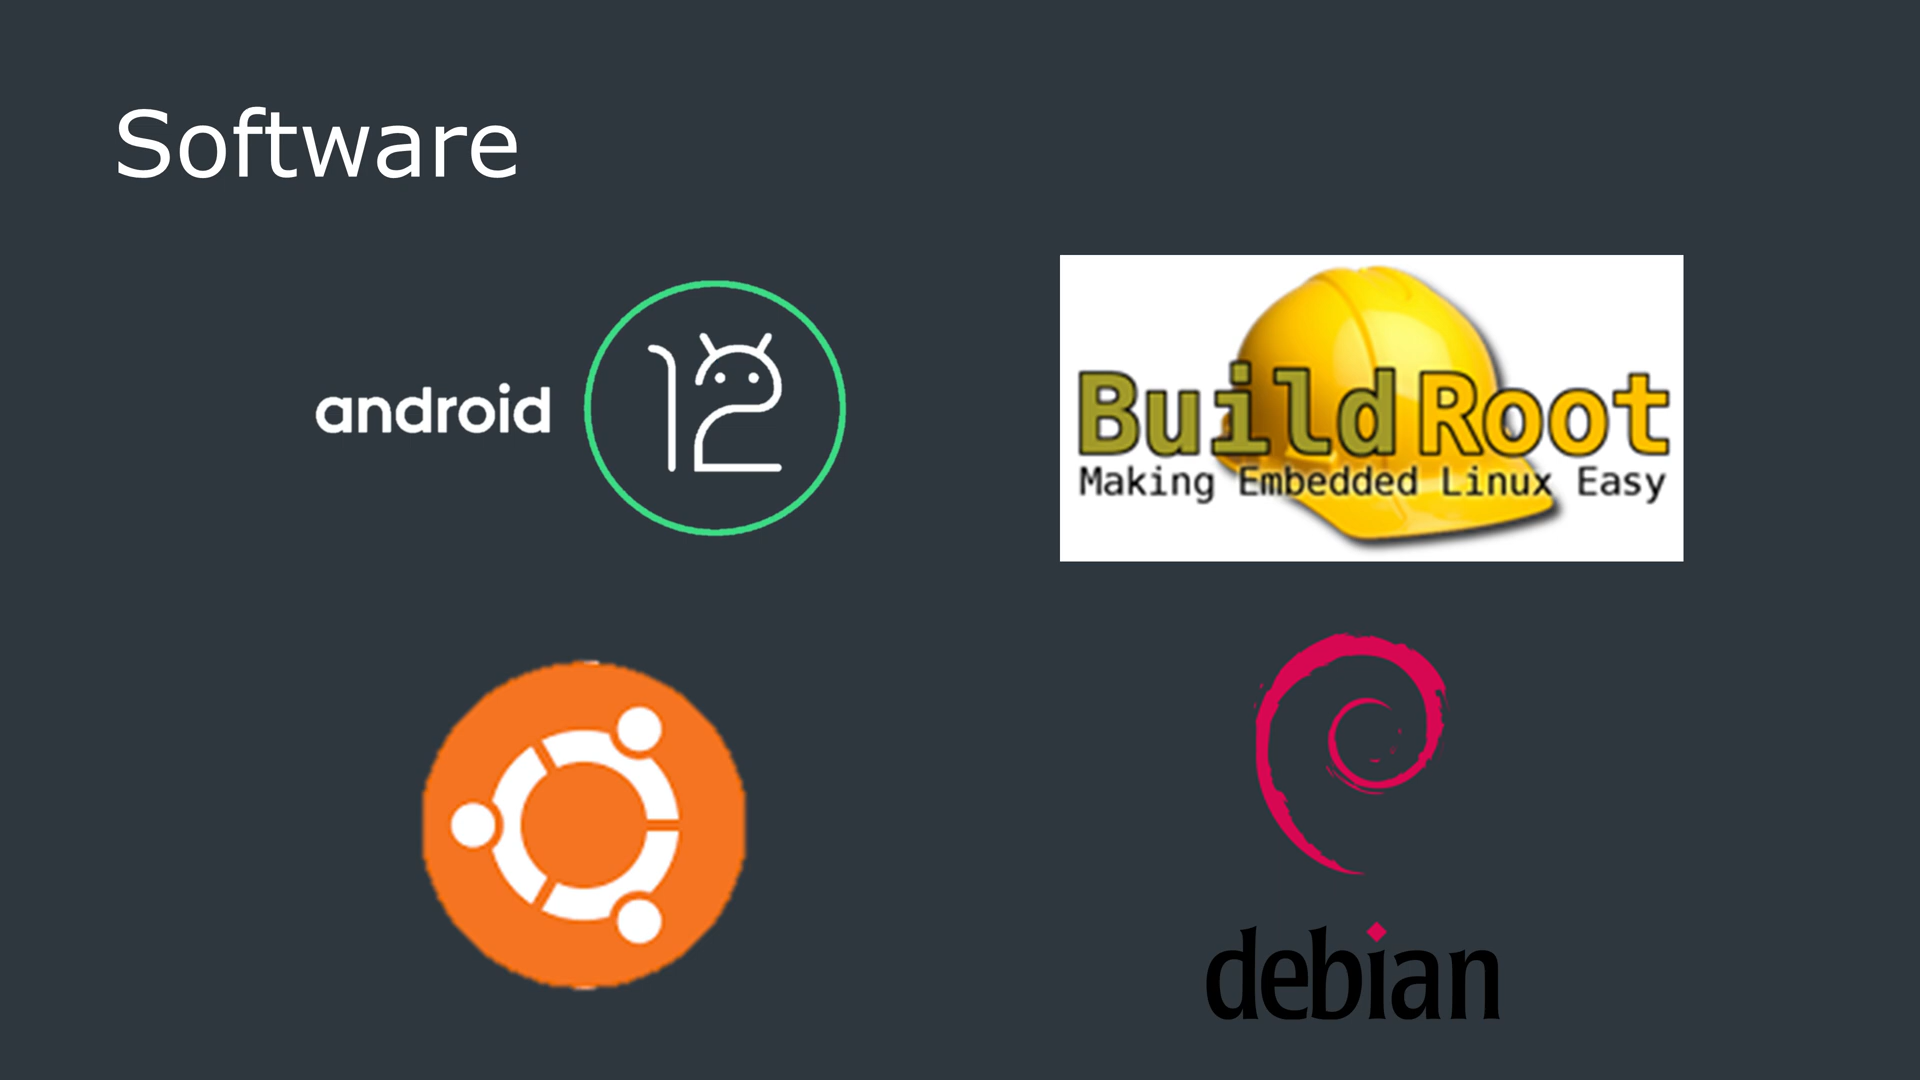 Software
android 12
BuildRoot
Making Embedded Linux Easy
debian